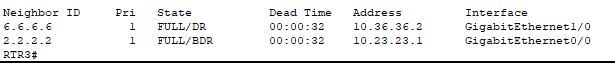 Neighbor ID     Pri   State           Dead Time   Address         Interface
6.6.6.6           1   FULL/DR         00:00:32    10.36.36.2      GigabitEthernet1/0
2.2.2.2           1   FULL/BDR        00:00:32    10.23.23.1      GigabitEthernet0/0
RTR3#